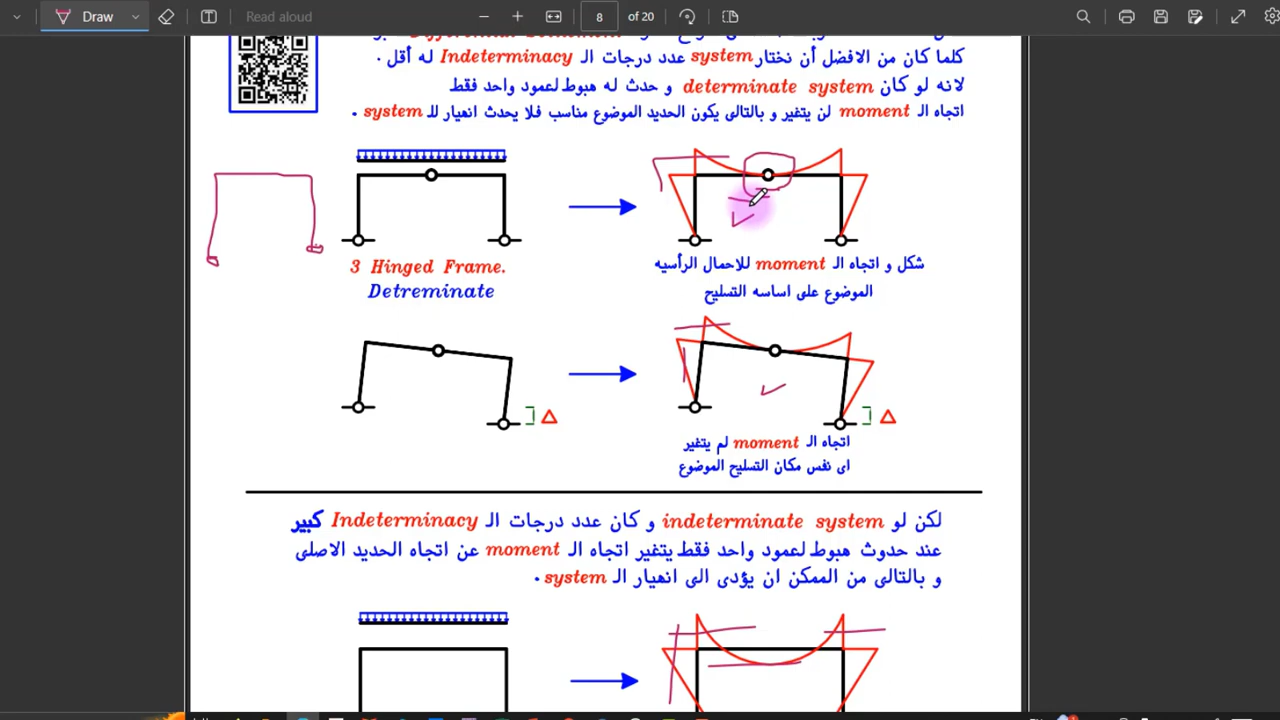 Draw
Read aloud
8
of 20
كلما كان من الافضل أن نختار system عدد درجات الـ Indeterminacy له أقل .
لانه لو كان determinate system و حدث له هبوط لعمود واحد فقط
اتجاه الـ moment لن يتغير و بالتالى يكون الحديد الموضوع مناسب فلا يحدث انهيار للـ system .
3 Hinged Frame.
Detreminate
شكل و اتجاه الـ moment للاحمال الرأسيه
الموضوع على اساسه التسليح
Δ
Δ
اتجاه الـ moment لم يتغير
اى نفس مكان التسليح الموضوع
لكن لو indeterminate system و كان عدد درجات الـ Indeterminacy كبير
عند حدوث هبوط لعمود واحد فقط يتغير اتجاه الـ moment عن اتجاه الحديد الاصلى
و بالتالى من الممكن ان يؤدى الى انهيار الـ system .